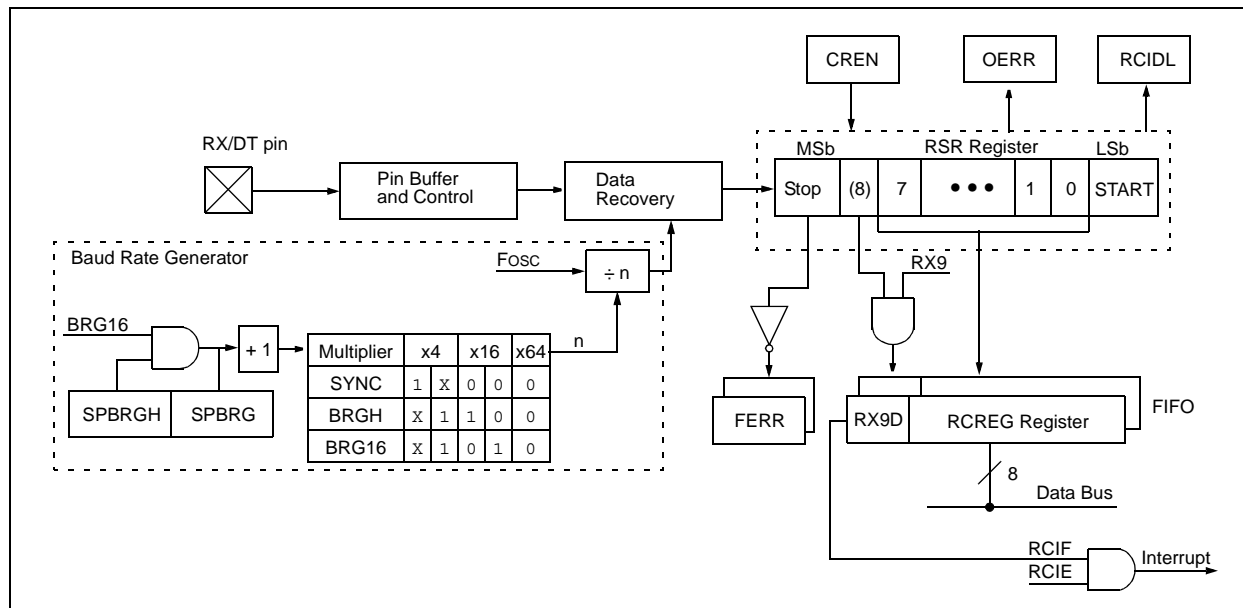 CREN OERR RCIDL
RX/DT pin
MSb RSR Register LSb
Pin Buffer
and Control
Data
Recovery
Stop (8) 7 ••• 1 0 START
Baud Rate Generator
FOSC
÷ n
RX9
BRG16
+ 1
n
Multiplier x4 x16 x64
SYNC 1 X 0 0 0
BRGH X 1 1 0 0
BRG16 X 1 0 1 0
SPBRGH SPBRG
FERR
RX9D RCREG Register
FIFO
8
Data Bus
RCIF
RCIE
Interrupt